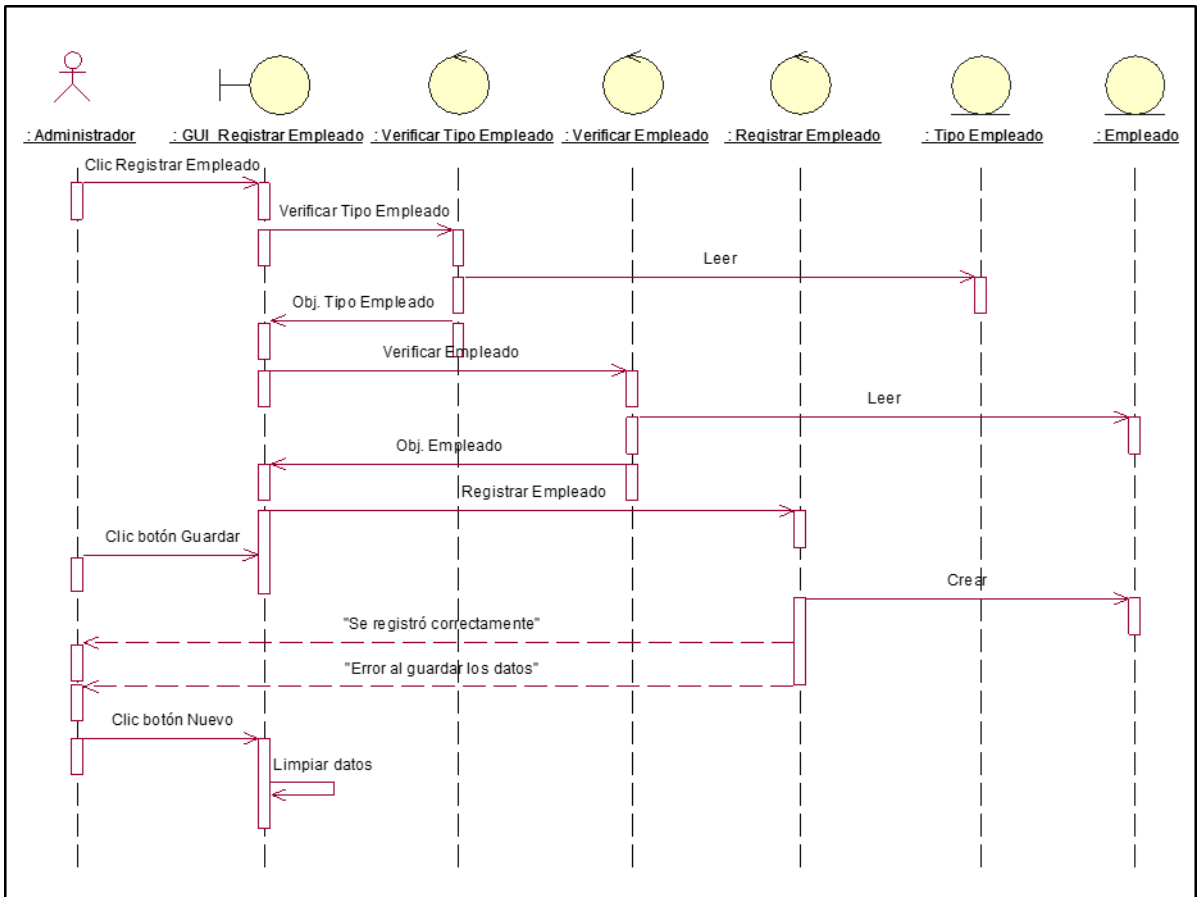 : Administrador
: GUI_Registrar Empleado
: Verificar Tipo Empleado
: Verificar Empleado
: Registrar Empleado
: Tipo Empleado
: Empleado
Clic Registrar Empleado
Verificar Tipo Empleado
Leer
Obj. Tipo Empleado
Verificar Empleado
Leer
Obj. Empleado
Registrar Empleado
Clic botón Guardar
Crear
"Se registró correctamente"
"Error al guardar los datos"
Clic botón Nuevo
Limpiar datos